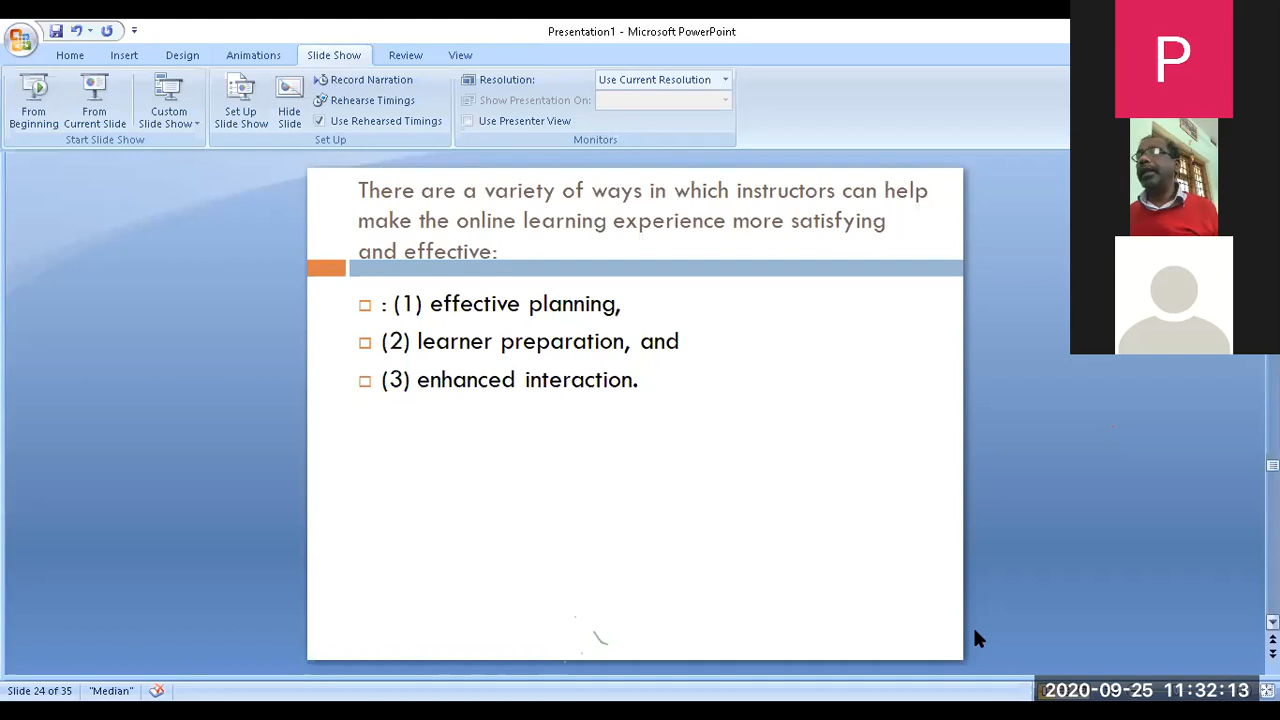 Presentation1 - Microsoft PowerPoint
Home Insert Design Animations Slide Show Review View
From Beginning
From Current Slide
Custom Slide Show
Set Up Slide Show
Hide Slide
Record Narration
Rehearse Timings
Use Rehearsed Timings
Resolution: Use Current Resolution
Show Presentation On:
Use Presenter View
Start Slide Show Set Up Monitors
P
There are a variety of ways in which instructors can help
make the online learning experience more satisfying
and effective:
: (1) effective planning,
(2) learner preparation, and
(3) enhanced interaction.
Slide 24 of 35 "Median"
2020-09-25 11:32:13